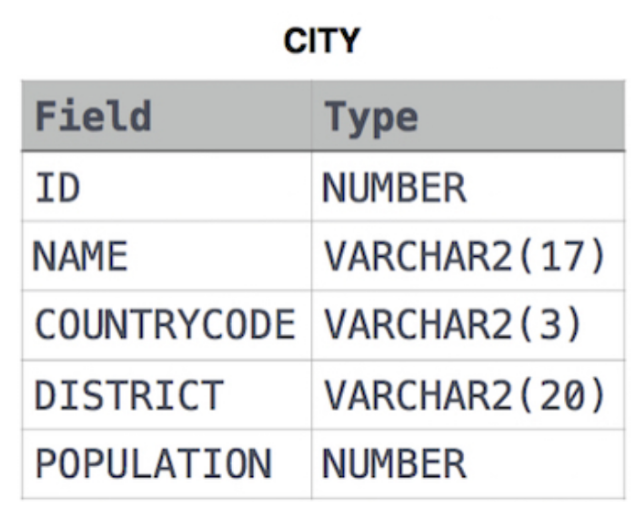 CITY
Field Type
ID NUMBER
NAME VARCHAR2(17)
COUNTRYCODE VARCHAR2(3)
DISTRICT VARCHAR2(20)
POPULATION NUMBER